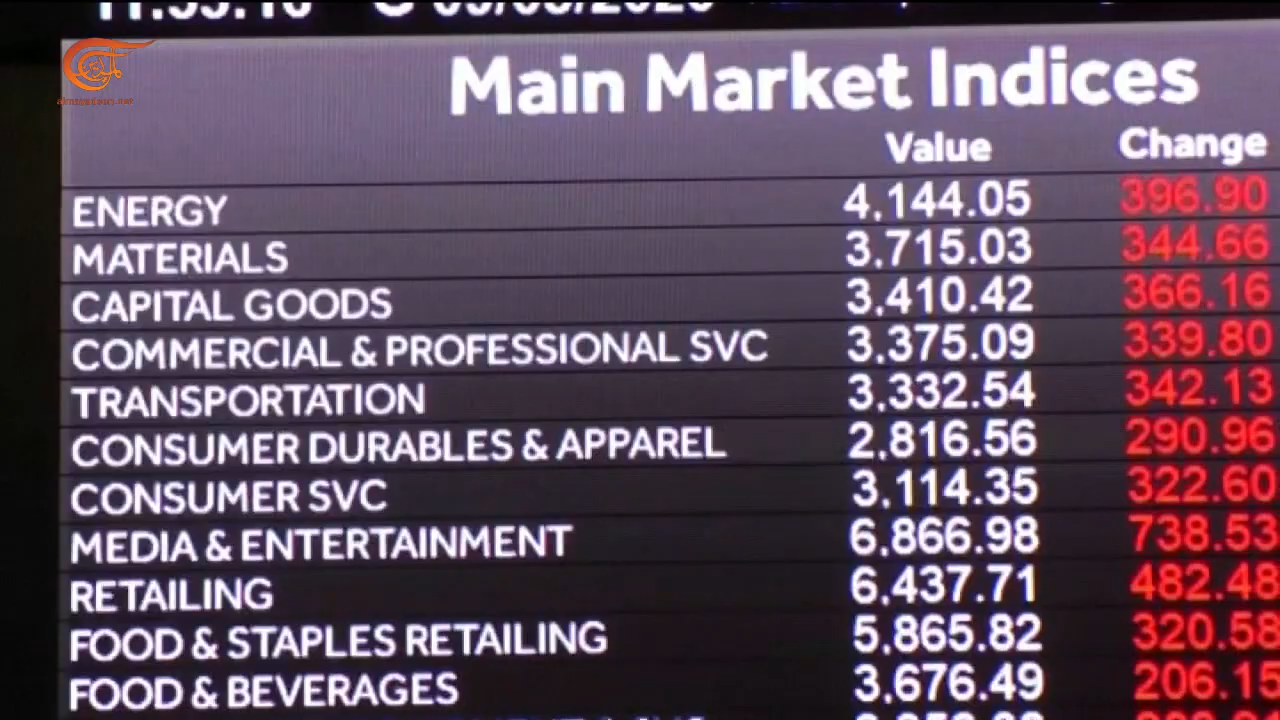 Main Market Indices
Value Change
ENERGY 4,144.05 396.90
MATERIALS 3,715.03 344.66
CAPITAL GOODS 3,410.42 366.16
COMMERCIAL & PROFESSIONAL SVC 3,375.09 339.80
TRANSPORTATION 3,332.54 342.13
CONSUMER DURABLES & APPAREL 2,816.56 290.96
CONSUMER SVC 3,114.35 322.60
MEDIA & ENTERTAINMENT 6,866.98 738.53
RETAILING 6,437.71 482.48
FOOD & STAPLES RETAILING 5,865.82 320.58
FOOD & BEVERAGES 3,676.49 206.15